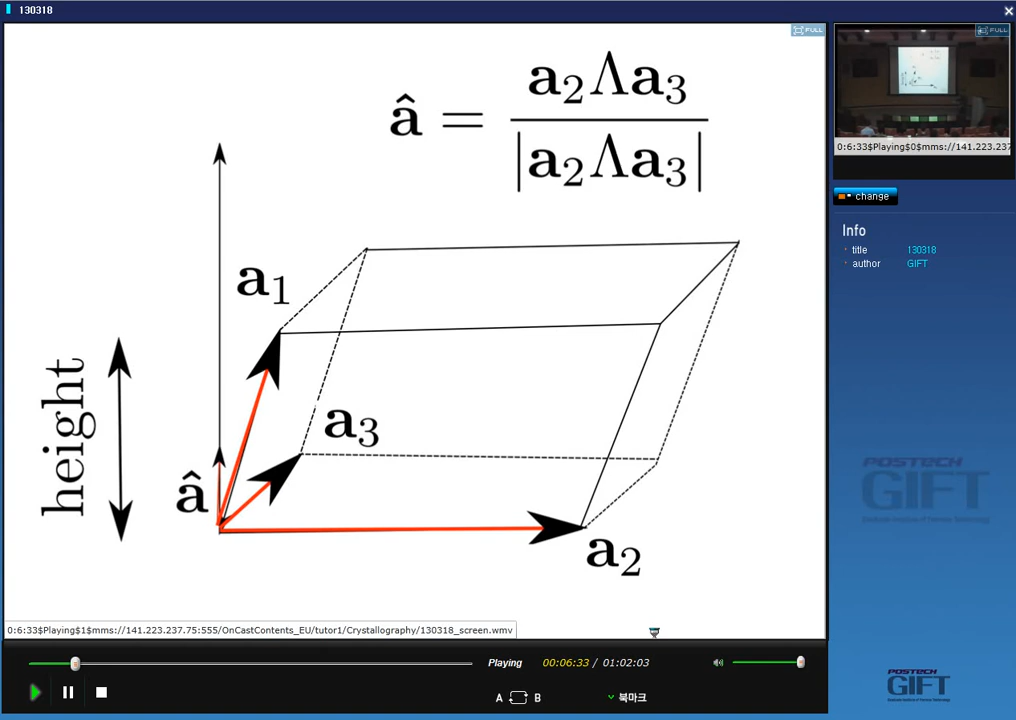 130318
FULL
â = a₂Λa₃ / |a₂Λa₃|
a₁
height
a₃
â
a₂
0:6:33$Playing$1$mms://141.223.237.75:555/OnCastContents_EU/tutor1/Crystallography/130318_screen.wmv
Playing 00:06:33 / 01:02:03
A B 북마크
FULL
0:6:33$Playing$0$mms://141.223.237
change
Info
title 130318
author GIFT
POSTECH
GIFT
POSTECH
GIFT